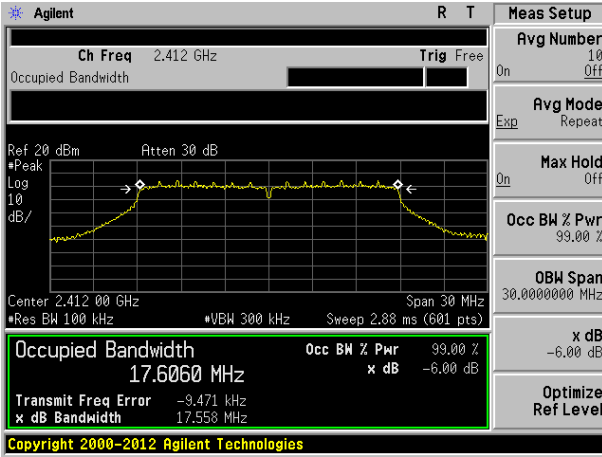 Agilent R T Meas Setup
Ch Freq 2.412 GHz Trig Free
Occupied Bandwidth
Avg Number
10
On Off
Avg Mode
Exp Repeat
Max Hold
On Off
Occ BW % Pwr
99.00 %
OBW Span
30.0000000 MHz
x dB
-6.00 dB
Optimize
Ref Level
Ref 20 dBm Atten 30 dB
#Peak
Log
10
dB/
Center 2.412 00 GHz Span 30 MHz
#Res BW 100 kHz #VBW 300 kHz Sweep 2.88 ms (601 pts)
Occupied Bandwidth Occ BW % Pwr 99.00 %
17.6060 MHz x dB -6.00 dB
Transmit Freq Error -9.471 kHz
x dB Bandwidth 17.558 MHz
Copyright 2000-2012 Agilent Technologies